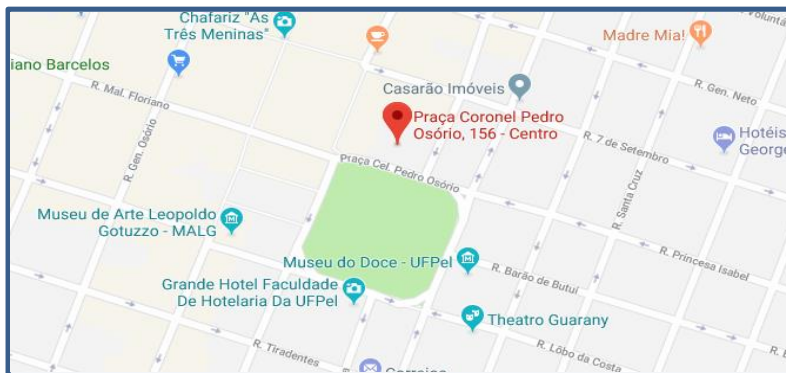 Chafariz "As
Três Meninas"
Madre Mia!
iano Barcelos
R. Mal. Floriano
Casarão Imóveis
R. Gen. Neto
R. Gen. Osório
Praça Coronel Pedro
Osório, 156 - Centro
R. 7 de Setembro
Hotéis
George
Praça Cel. Pedro Osório
R. Santa Cruz
Museu de Arte Leopoldo
Gotuzzo - MALG
R. Princesa Isabel
Museu do Doce - UFPel
R. Barão de Butuí
Grande Hotel Faculdade
De Hotelaria Da UFPel
Theatro Guarany
R. Tiradentes
R. Lôbo da Costa
Correios